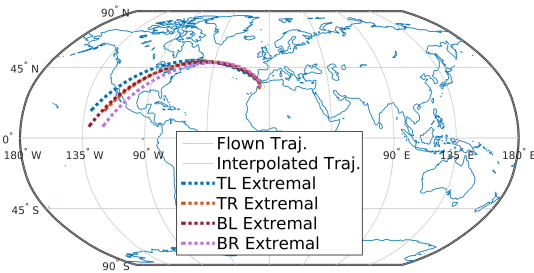 90° N
45° N
0°
180° W 135° W 90° W 90° E 135° E 180° E
45° S
90° S
Flown Traj.
Interpolated Traj.
TL Extremal
TR Extremal
BL Extremal
BR Extremal